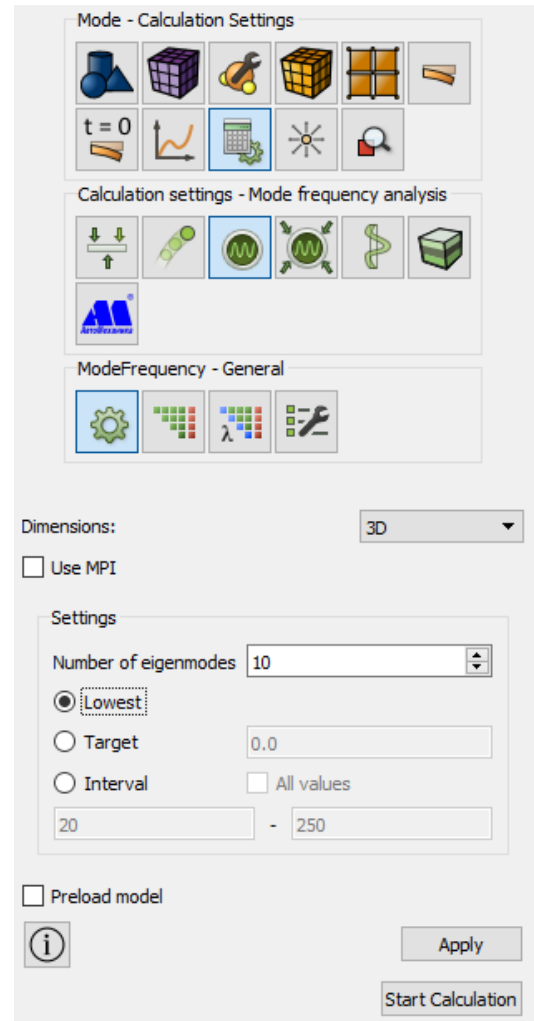 Mode - Calculation Settings
t = 0
Calculation settings - Mode frequency analysis
АвтоМеханика
ModeFrequency - General
λ
Dimensions: 3D
Use MPI
Settings
Number of eigenmodes 10
Lowest
Target 0.0
Interval All values
20 - 250
Preload model
i Apply
Start Calculation